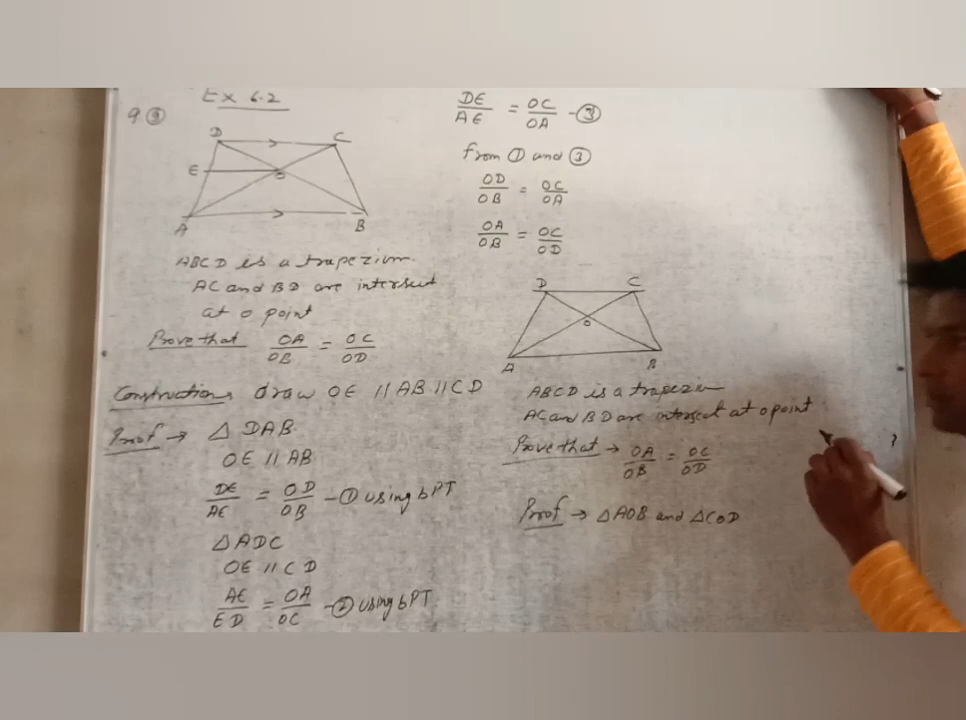 Ex 6.2
9
D C
E O
A B
ABCD is a trapezium.
AC and BD are intersect
at o point
Prove that OA/OB = OC/OD
Construction, draw OE // AB // CD
Proof → △ DAB
OE // AB
DE/AE = OD/OB - ① using bPT
△ ADC
OE // CD
AE/ED = OA/OC - ② using bPT
DE/AE = OC/OA - ③
from ① and ③
OD/OB = OC/OA
OA/OB = OC/OD
D C
O
A B
ABCD is a trapezium
AC and BD are intersect at o point
Prove that → OA/OB = OC/OD
Proof → △AOB and △COD